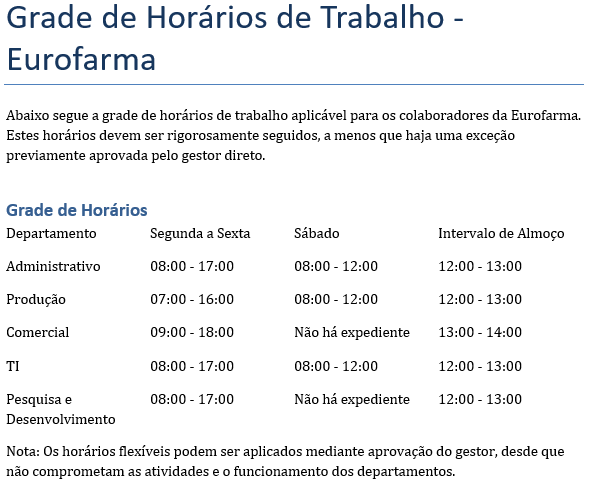 Grade de Horários de Trabalho -
Eurofarma
Abaixo segue a grade de horários de trabalho aplicável para os colaboradores da Eurofarma.
Estes horários devem ser rigorosamente seguidos, a menos que haja uma exceção
previamente aprovada pelo gestor direto.
Grade de Horários
Departamento Segunda a Sexta Sábado Intervalo de Almoço
Administrativo 08:00 - 17:00 08:00 - 12:00 12:00 - 13:00
Produção 07:00 - 16:00 08:00 - 12:00 12:00 - 13:00
Comercial 09:00 - 18:00 Não há expediente 13:00 - 14:00
TI 08:00 - 17:00 08:00 - 12:00 12:00 - 13:00
Pesquisa e 08:00 - 17:00 Não há expediente 12:00 - 13:00
Desenvolvimento
Nota: Os horários flexíveis podem ser aplicados mediante aprovação do gestor, desde que
não comprometam as atividades e o funcionamento dos departamentos.